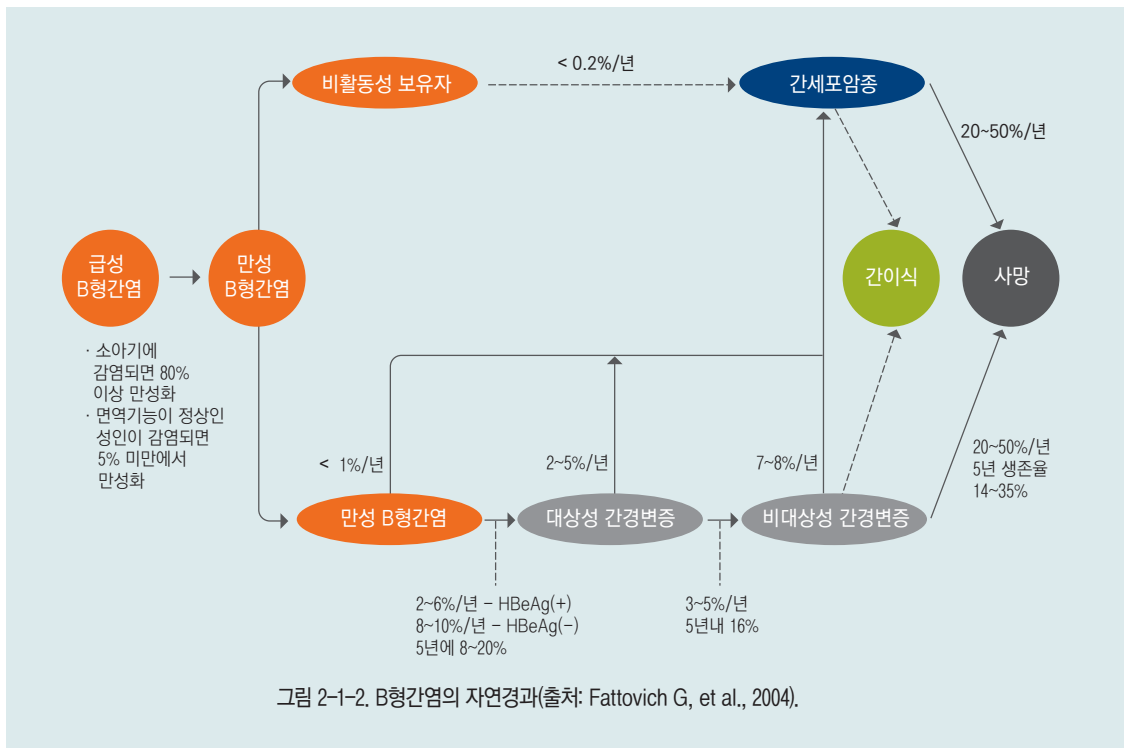 비활동성 보유자
< 0.2%/년
간세포암종
20~50%/년
급성
B형간염
만성
B형간염
간이식
사망
· 소아기에
감염되면 80%
이상 만성화
· 면역기능이 정상인
성인이 감염되면
5% 미만에서
만성화
< 1%/년
2~5%/년
7~8%/년
20~50%/년
5년 생존율
14~35%
만성 B형간염
대상성 간경변증
비대상성 간경변증
2~6%/년 - HBeAg(+)
8~10%/년 - HBeAg(-)
5년에 8~20%
3~5%/년
5년내 16%
그림 2-1-2. B형간염의 자연경과(출처: Fattovich G, et al., 2004).